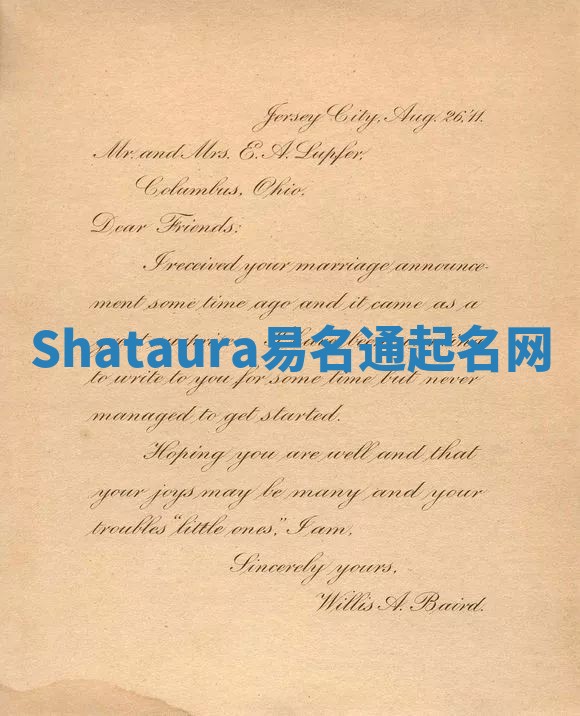 Jersey City, Aug. 26,'11.
Mr. and Mrs. E. A. Lupfer,
Columbus, Ohio.
Dear Friends:
I received your marriage announce-
ment some time ago and it came as a
Shataura易名通起名网
to write to you for some time but never
managed to get started.
Hoping you are well and that
your joys may be many and your
troubles "little ones," I am,
Sincerely yours,
Willis A. Baird.